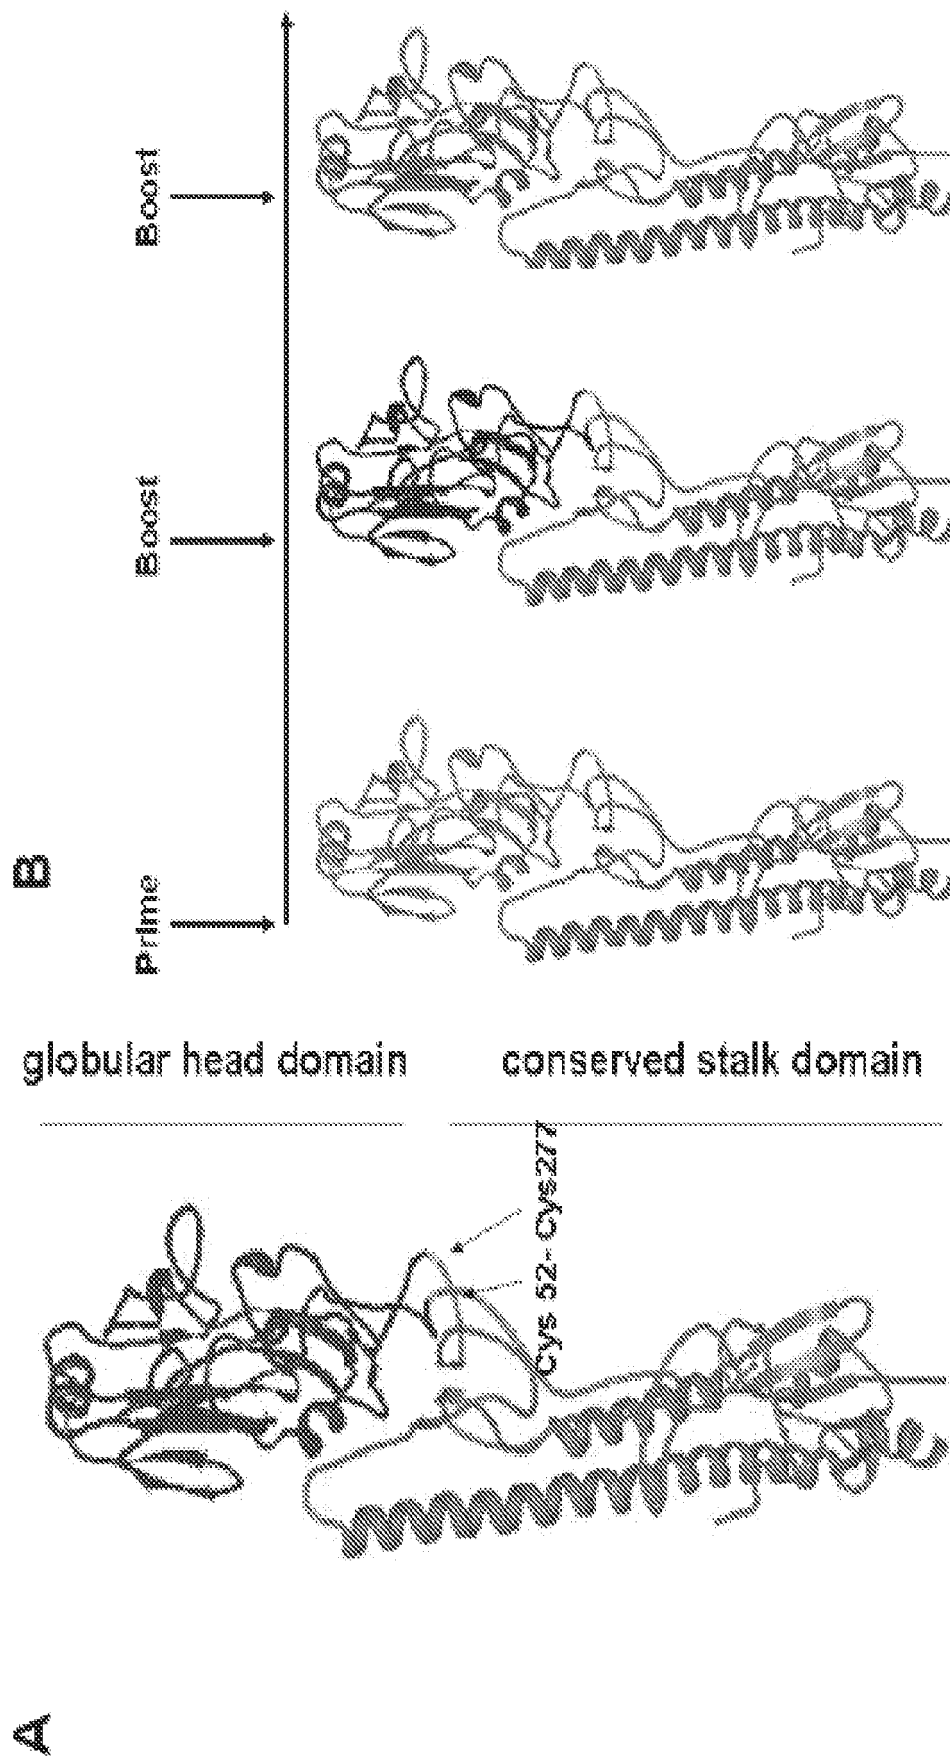 A
globular head domain
conserved stalk domain
Cys 52- Cys277
B
Prime
Boost
Boost